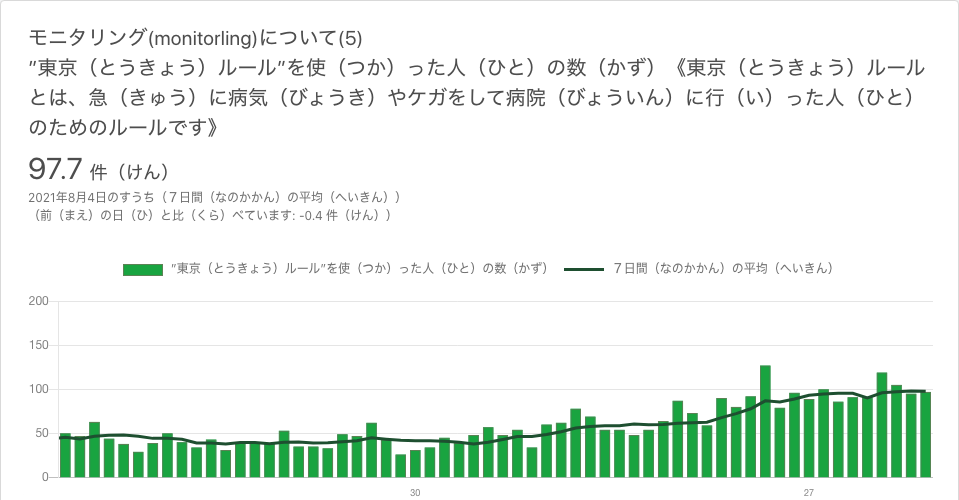 モニタリング(monitorling)について(5)
”東京（とうきょう）ルール”を使（つか）った人（ひと）の数（かず）《東京（とうきょう）ルール
とは、急（きゅう）に病気（びょうき）やケガをして病院（びょういん）に行（い）った人（ひと）
のためのルールです》
97.7 件（けん）
2021年8月4日のすうち（７日間（なのかかん）の平均（へいきん））
（前（まえ）の日（ひ）と比（くら）べています: -0.4 件（けん））
”東京（とうきょう）ルール”を使（つか）った人（ひと）の数（かず） ７日間（なのかかん）の平均（へいきん）
200
150
100
50
0
30 27